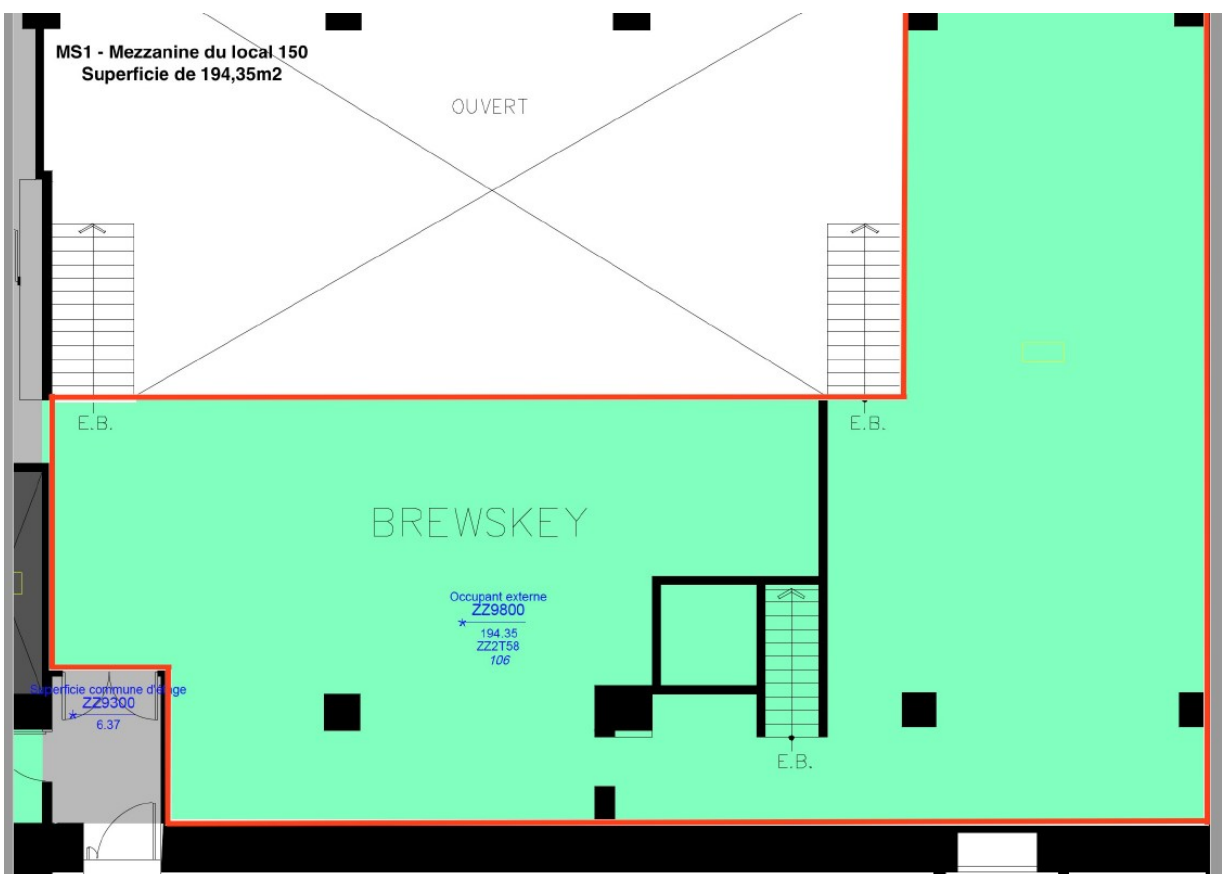 MS1 - Mezzanine du local 150
Superficie de 194,35m2
OUVERT
E.B.
E.B.
BREWSKEY
Occupant externe
ZZ9800
* 194.35
ZZ2T58
106
Superficie commune d'étage
ZZ9300
* 6.37
E.B.